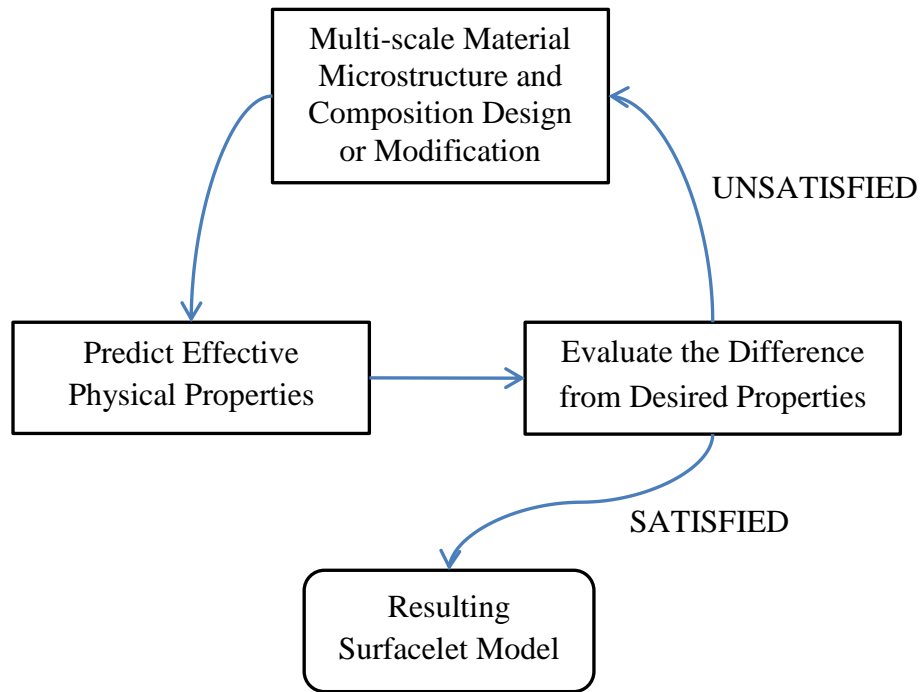 Multi-scale Material
Microstructure and
Composition Design
or Modification
UNSATISFIED
Predict Effective
Physical Properties
Evaluate the Difference
from Desired Properties
SATISFIED
Resulting
Surfacelet Model